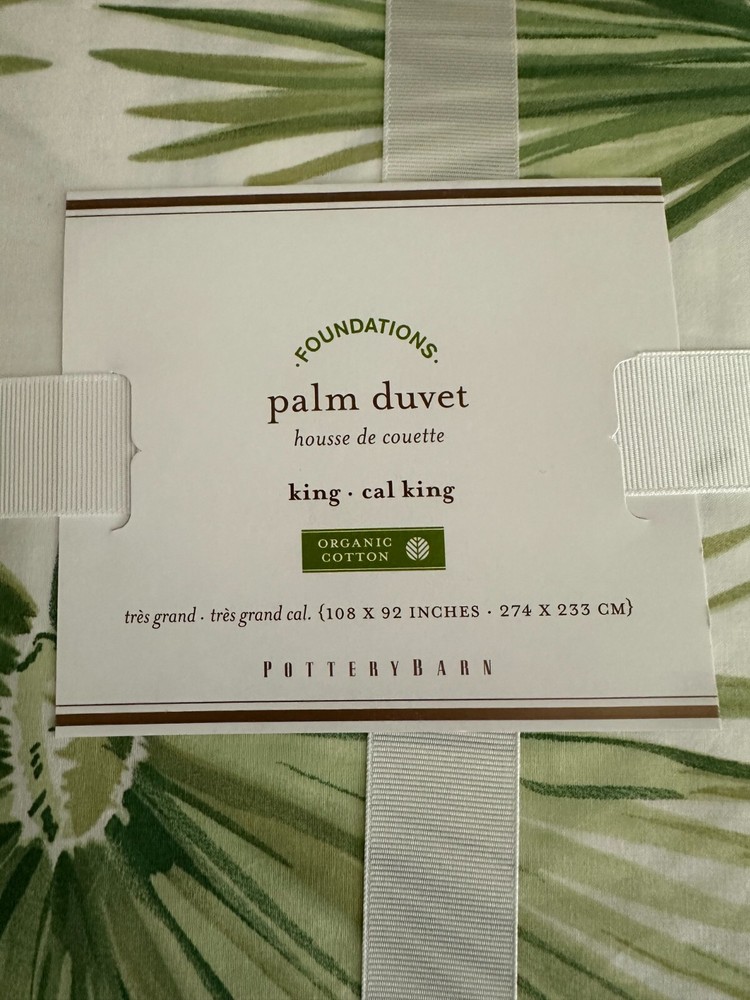 ·FOUNDATIONS·
palm duvet
housse de couette
king · cal king
ORGANIC
COTTON
très grand · très grand cal. {108 X 92 INCHES · 274 X 233 CM}
POTTERYBARN